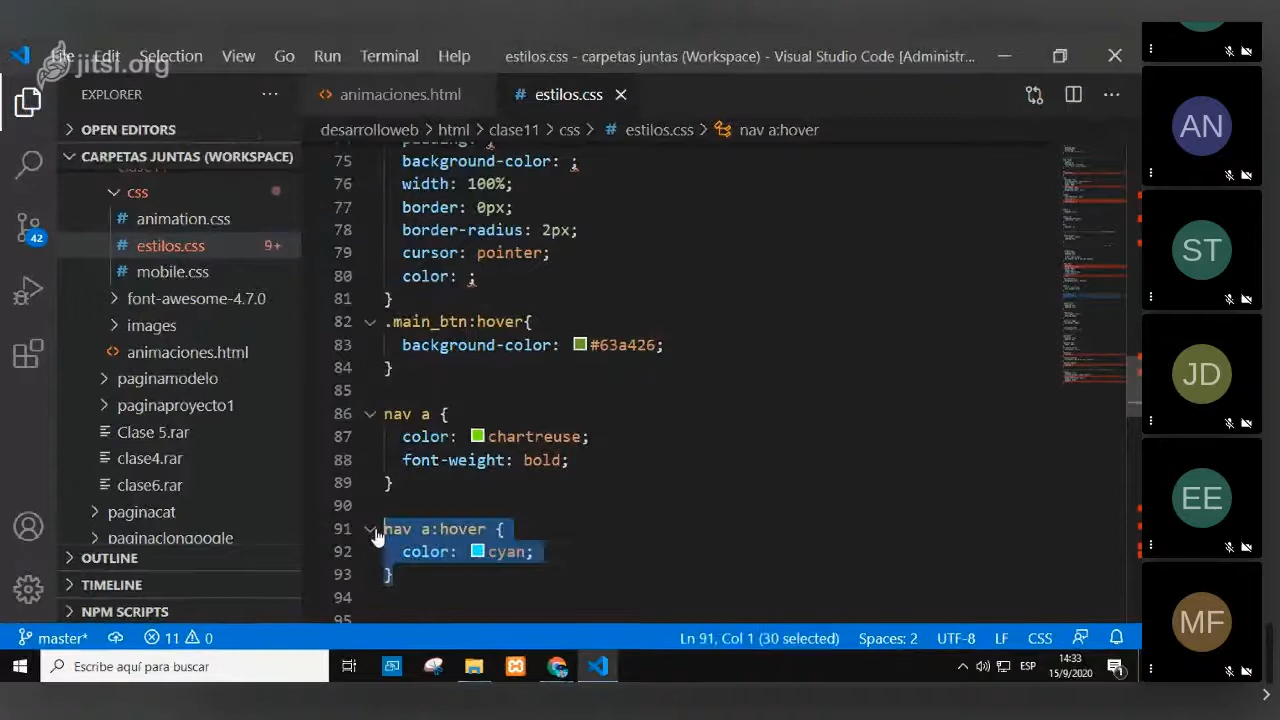 jitsi.org
File Edit Selection View Go Run Terminal Help estilos.css - carpetas juntas (Workspace) - Visual Studio Code [Administr...
EXPLORER ...
animaciones.html estilos.css
OPEN EDITORS
desarrolloweb > html > clase11 > css > # estilos.css > nav a:hover
CARPETAS JUNTAS (WORKSPACE)
css
# animation.css
# estilos.css 9+
# mobile.css
font-awesome-4.7.0
images
animaciones.html
paginamodelo
paginaproyecto1
Clase 5.rar
clase4.rar
clase6.rar
paginacat
paginaclongoogle
OUTLINE
TIMELINE
NPM SCRIPTS
42
75 background-color: ;
76 width: 100%;
77 border: 0px;
78 border-radius: 2px;
79 cursor: pointer;
80 color: ;
81 }
82 .main_btn:hover{
83 background-color: #63a426;
84 }
85
86 nav a {
87 color: chartreuse;
88 font-weight: bold;
89 }
90
91 nav a:hover {
92 color: cyan;
93 }
94
95
AN
ST
JD
EE
MF
master* 11 0 Ln 91, Col 1 (30 selected) Spaces: 2 UTF-8 LF CSS
Escribe aquí para buscar
ESP
14:33
15/9/2020
1